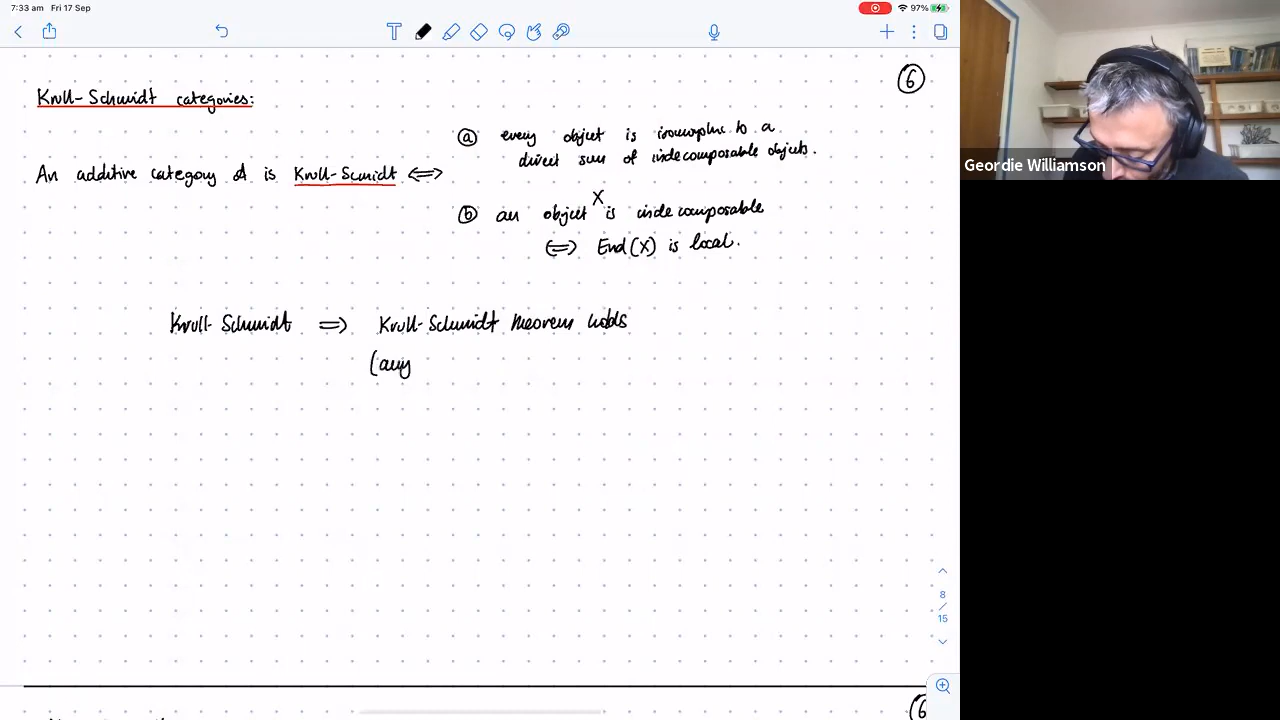 7:33 am Fri 17 Sep
97%
6
Krull-Schmidt categories:
ⓐ every object is isomorphic to a
direct sum of indecomposable objects.
An additive category A is Krull-Scmidt ⟺
ⓑ an object X is indecomposable
⟺ End(X) is local.
Krull-Schmidt ⟹ Krull-Schmidt theorem holds
(any
Geordie Williamson
8
/
15